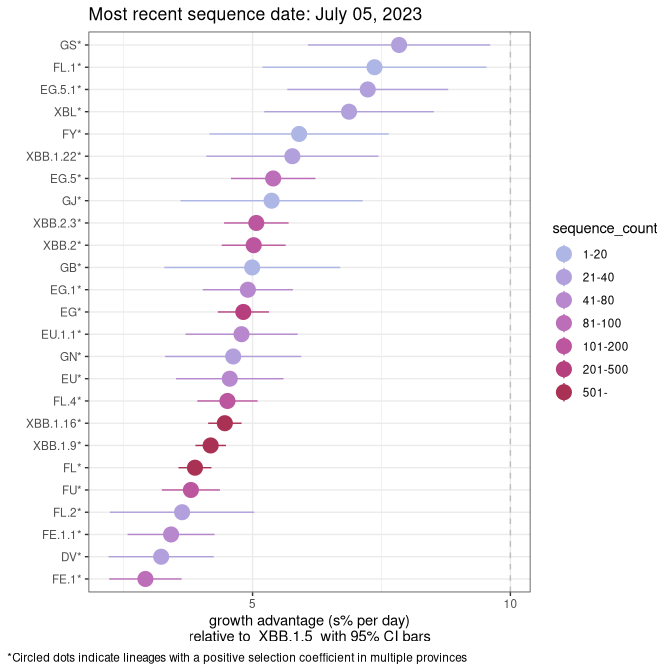 Most recent sequence date: July 05, 2023
GS*
FL.1*
EG.5.1*
XBL*
FY*
XBB.1.22*
EG.5*
GJ*
XBB.2.3*
XBB.2*
GB*
EG.1*
EG*
EU.1.1*
GN*
EU*
FL.4*
XBB.1.16*
XBB.1.9*
FL*
FU*
FL.2*
FE.1.1*
DV*
FE.1*
5 10
growth advantage (s% per day)
relative to XBB.1.5 with 95% CI bars
sequence_count
1-20
21-40
41-80
81-100
101-200
201-500
501-
*Circled dots indicate lineages with a positive selection coefficient in multiple provinces